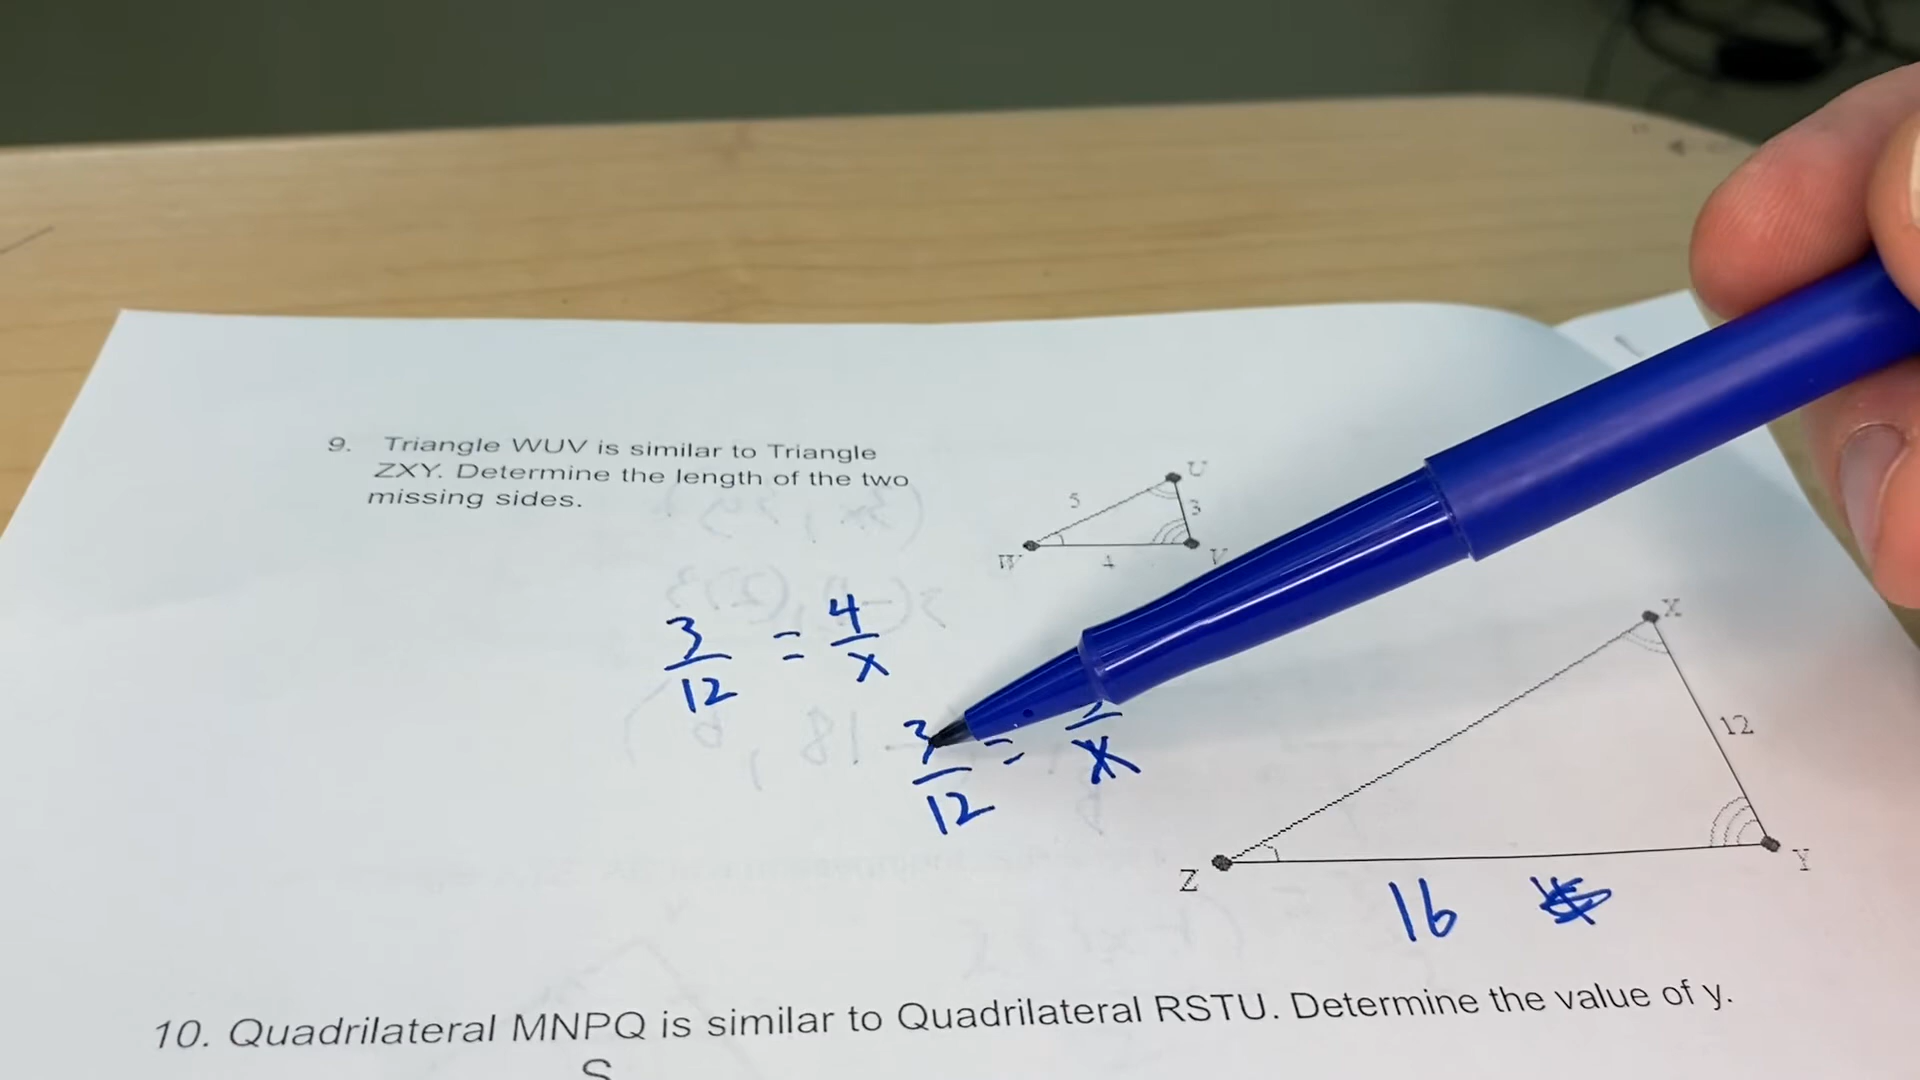 9. Triangle WUV is similar to Triangle
ZXY. Determine the length of the two
missing sides.
U
5
3
W
4
V
3/12 = 4/x
3/12 = /x
X
12
Z
Y
16
10. Quadrilateral MNPQ is similar to Quadrilateral RSTU. Determine the value of y.
S